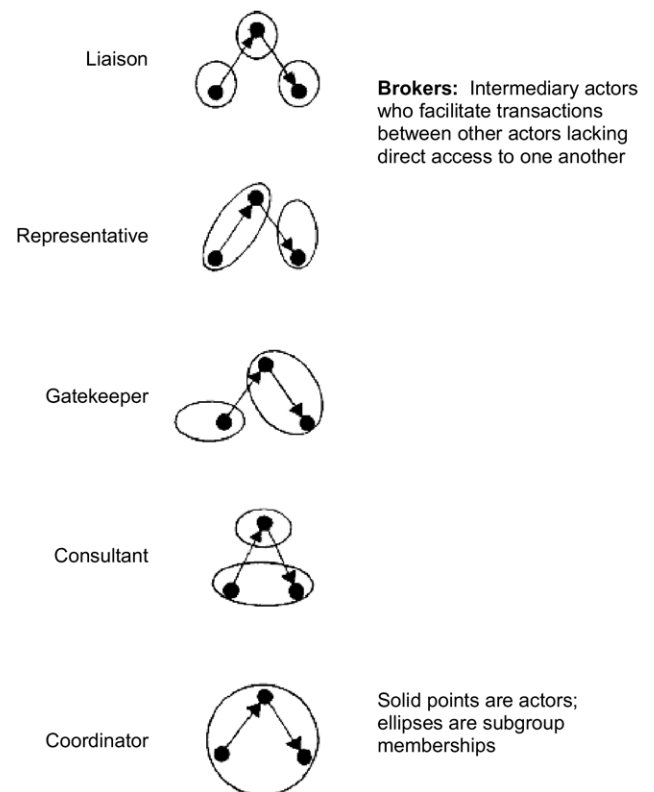 Liaison
Brokers: Intermediary actors
who facilitate transactions
between other actors lacking
direct access to one another
Representative
Gatekeeper
Consultant
Coordinator
Solid points are actors;
ellipses are subgroup
memberships